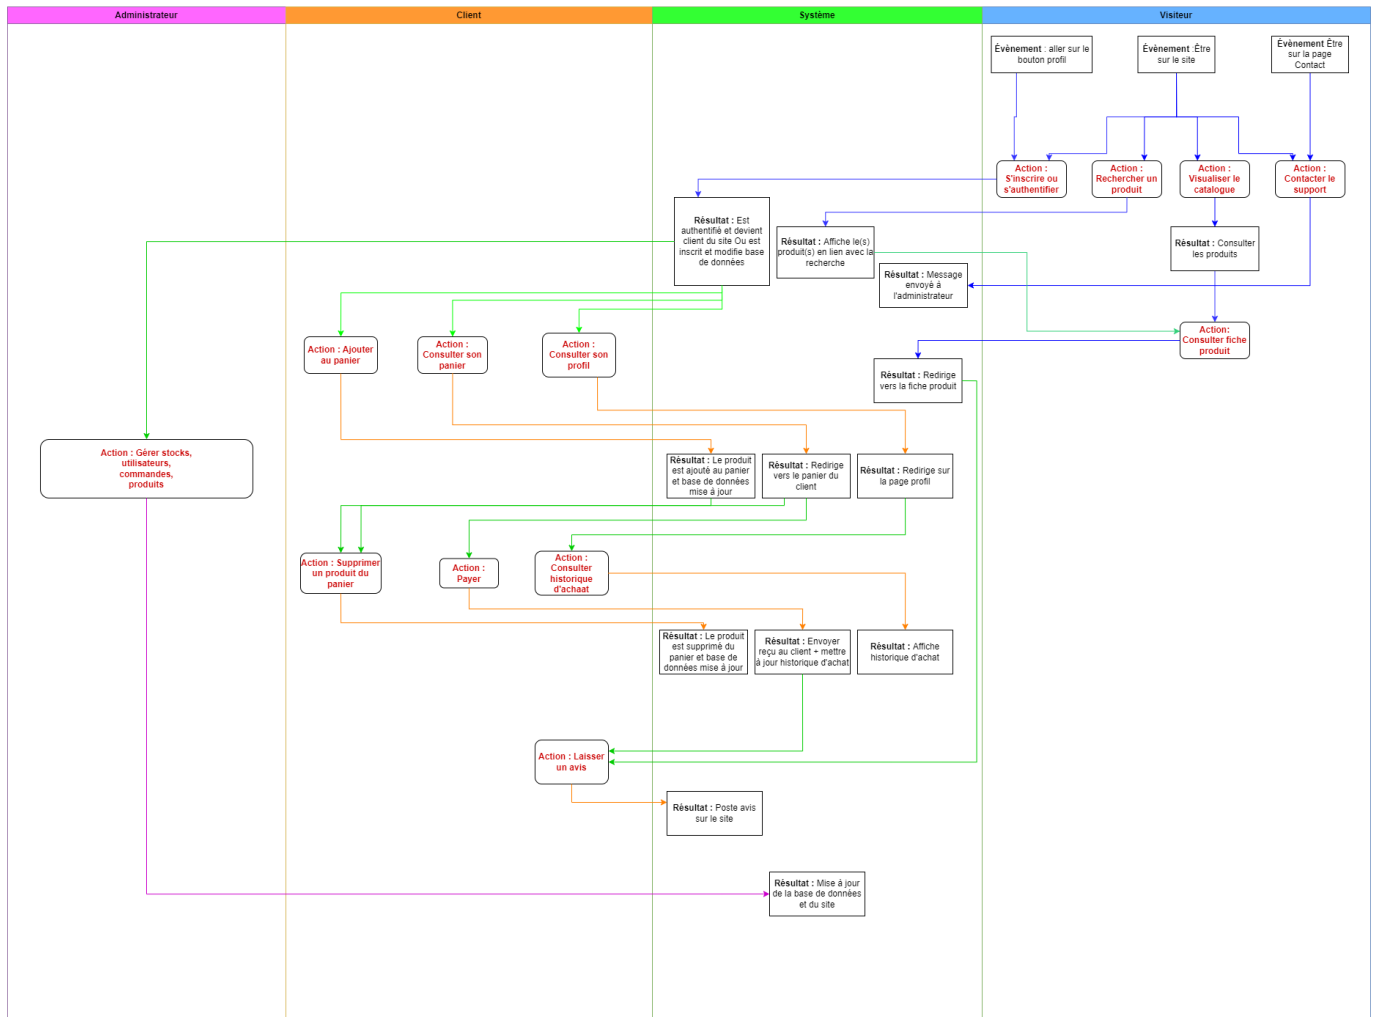 Administrateur
Client
Système
Visiteur
Évènement : aller sur le
bouton profil
Évènement :Être
sur le site
Évènement Être
sur la page
Contact
Action :
S'inscrire ou
s'authentifier
Action :
Rechercher un
produit
Action :
Visualiser le
catalogue
Action :
Contacter le
support
Résultat : Est
authentifié et devient
client du site Ou est
inscrit et modifie base
de données
Résultat : Affiche le(s)
produit(s) en lien avec la
recherche
Résultat : Consulter
les produits
Résultat : Message
envoyé à
l'administrateur
Action : Ajouter
au panier
Action :
Consulter son
panier
Action :
Consulter son
profil
Action:
Consulter fiche
produit
Résultat : Redirige
vers la fiche produit
Action : Gérer stocks,
utilisateurs,
commandes,
produits
Résultat : Le produit
est ajouté au panier
et base de données
mise à jour
Résultat : Redirige
vers le panier du
client
Résultat : Redirige sur
la page profil
Action : Supprimer
un produit du
panier
Action :
Payer
Action :
Consulter
historique
d'achaat
Résultat : Le produit
est supprimé du
panier et base de
données mise à jour
Résultat : Envoyer
reçu au client + mettre
à jour historique d'achat
Résultat : Affiche
historique d'achat
Action : Laisser
un avis
Résultat : Poste avis
sur le site
Résultat : Mise à jour
de la base de données
et du site